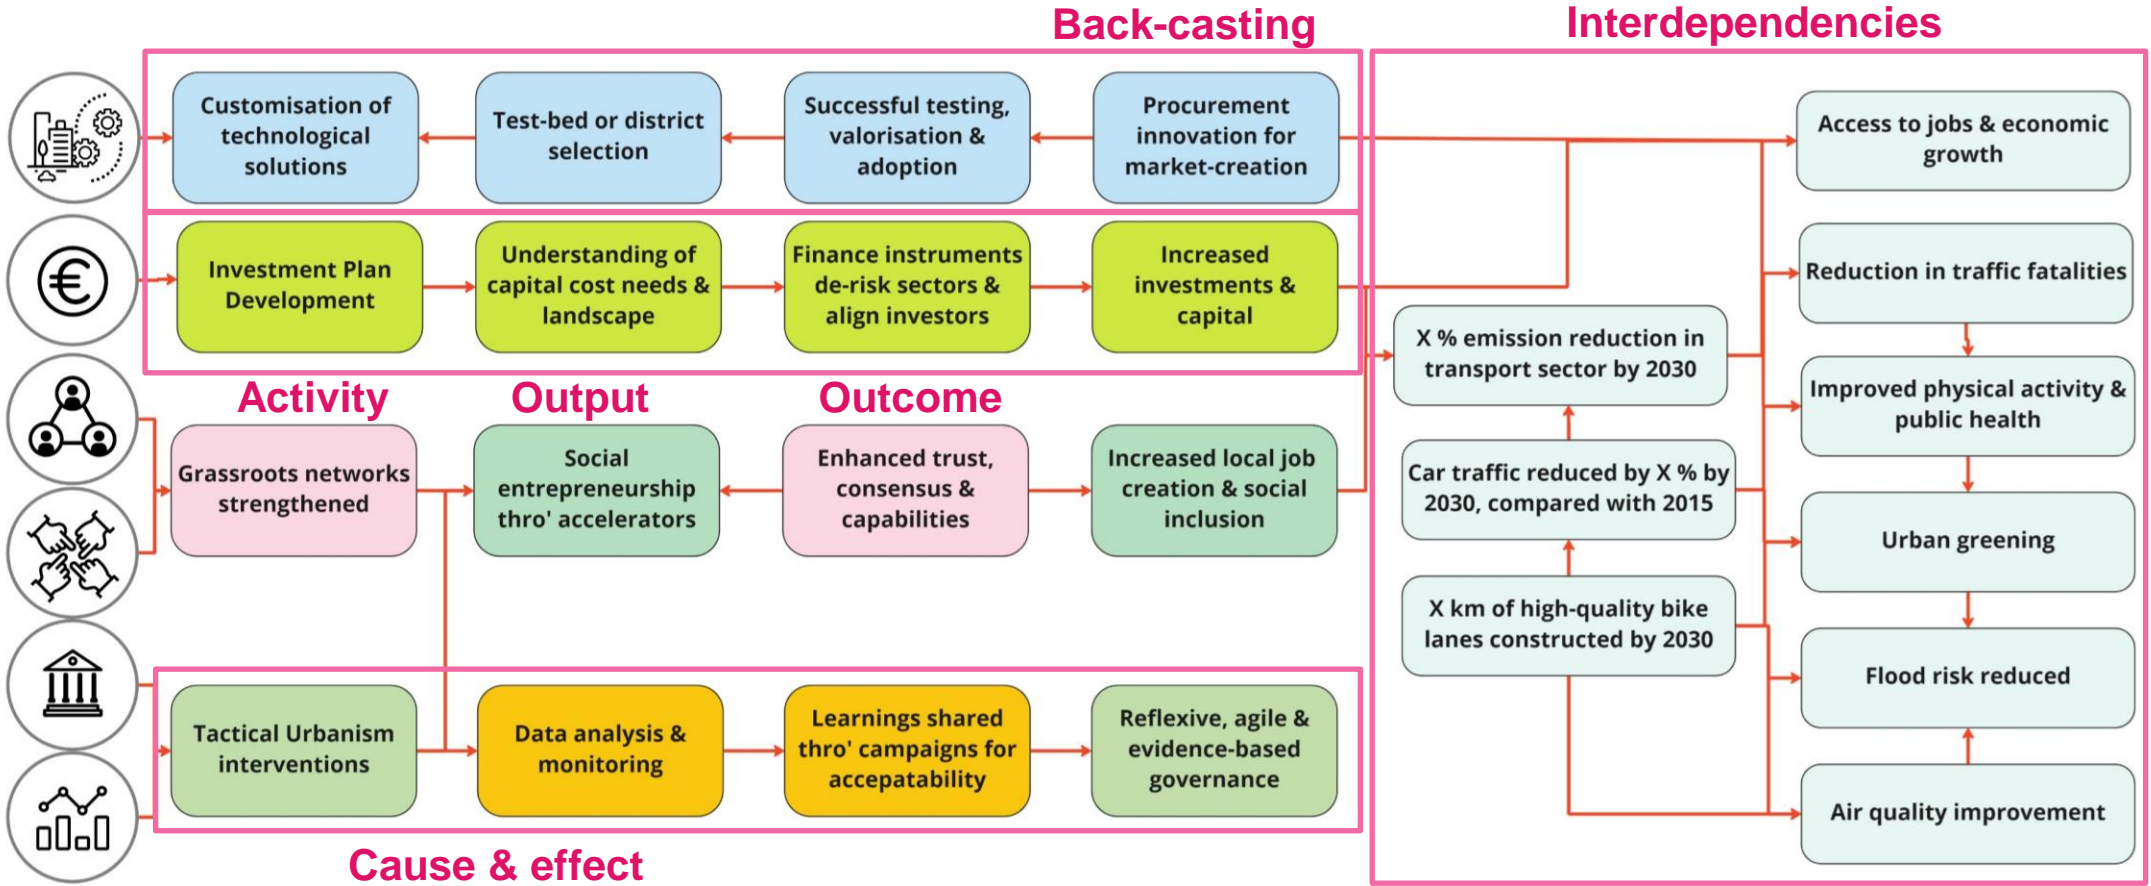 Back-casting
Interdependencies
Customisation of
technological
solutions
Test-bed or district
selection
Successful testing,
valorisation &
adoption
Procurement
innovation for
market-creation
Access to jobs & economic
growth
Investment Plan
Development
Understanding of
capital cost needs &
landscape
Finance instruments
de-risk sectors &
align investors
Increased
investments &
capital
Reduction in traffic fatalities
X % emission reduction in
transport sector by 2030
Improved physical activity &
public health
Activity
Output
Outcome
Grassroots networks
strengthened
Social
entrepreneurship
thro' accelerators
Enhanced trust,
consensus &
capabilities
Increased local job
creation & social
inclusion
Car traffic reduced by X % by
2030, compared with 2015
Urban greening
X km of high-quality bike
lanes constructed by 2030
Flood risk reduced
Tactical Urbanism
interventions
Data analysis &
monitoring
Learnings shared
thro' campaigns for
accepatability
Reflexive, agile &
evidence-based
governance
Air quality improvement
Cause & effect